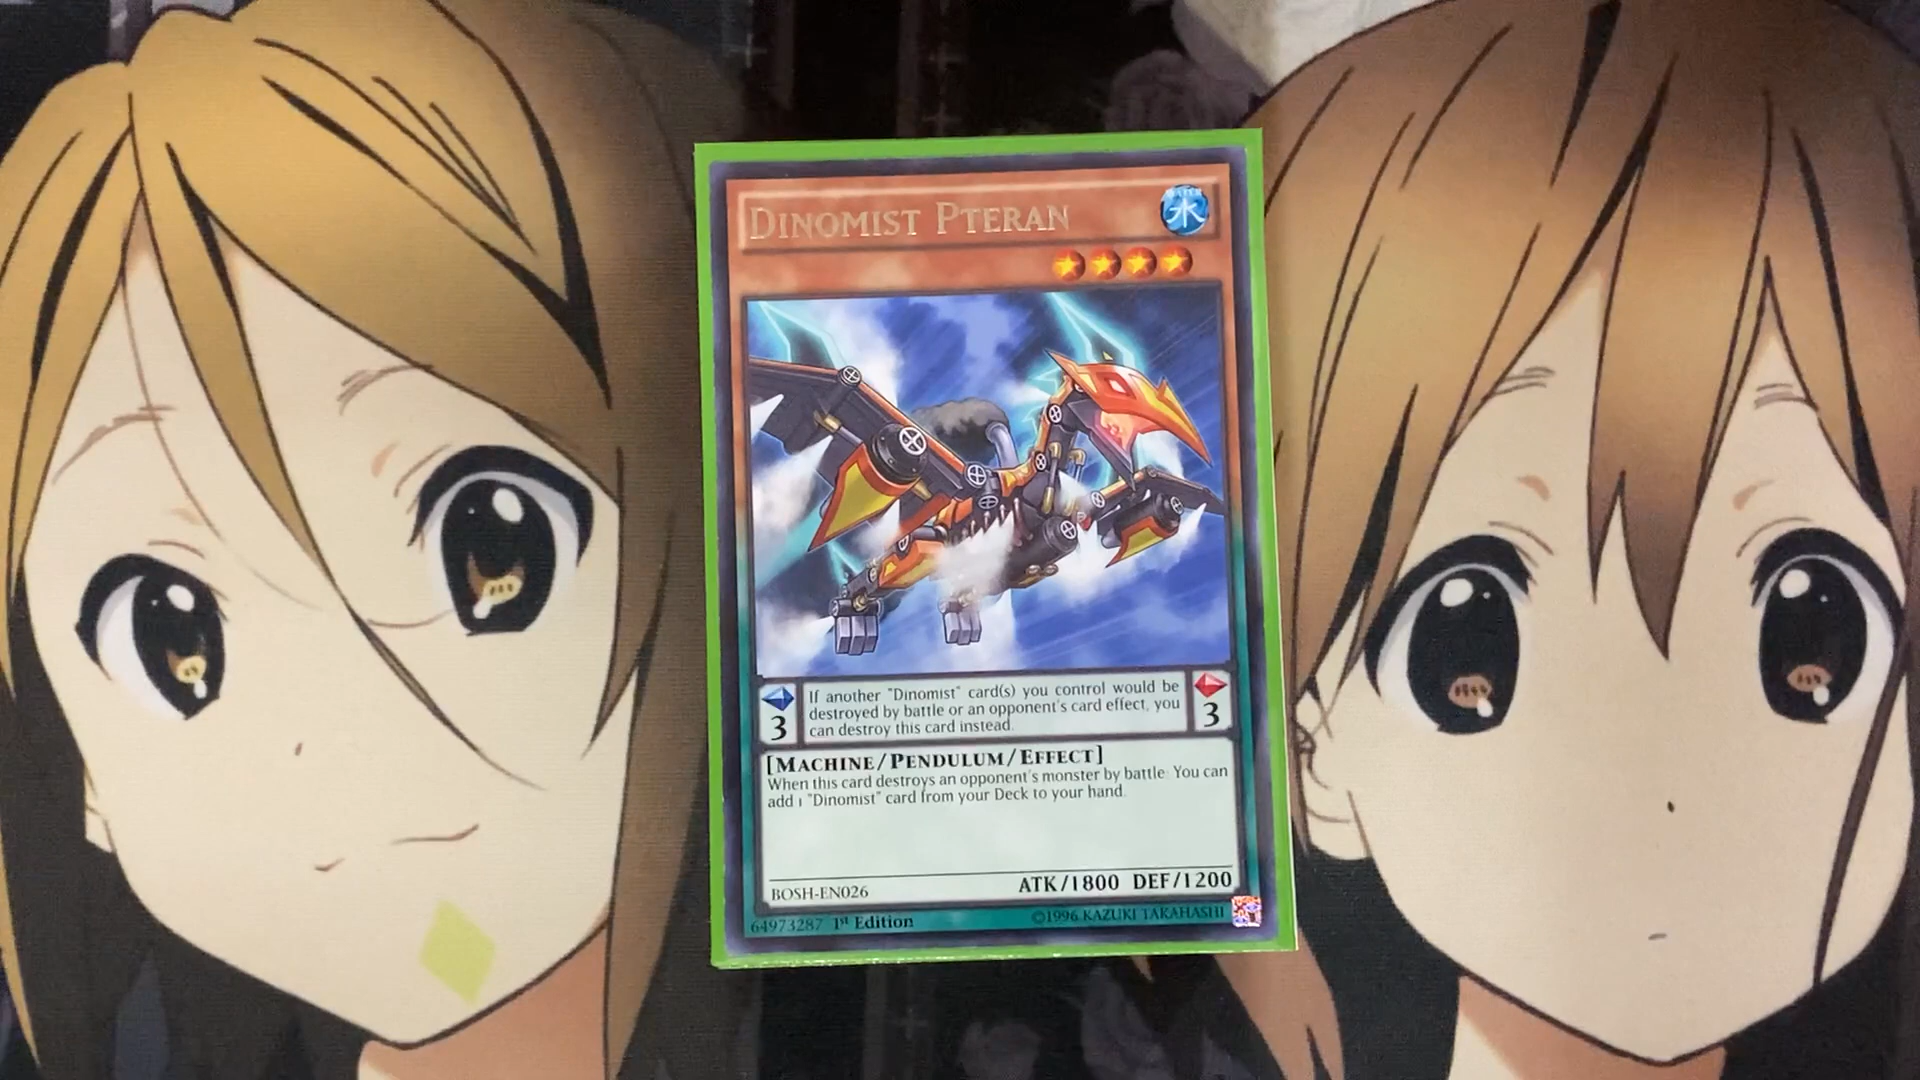 DINOMIST PTERAN
WATER
水
If another "Dinomist" card(s) you control would be
destroyed by battle or an opponent's card effect, you
can destroy this card instead.
3
3
[MACHINE/PENDULUM/EFFECT]
When this card destroys an opponent's monster by battle: You can
add 1 "Dinomist" card from your Deck to your hand.
ATK/1800 DEF/1200
BOSH-EN026
64973287 1st Edition
©1996 KAZUKI TAKAHASHI